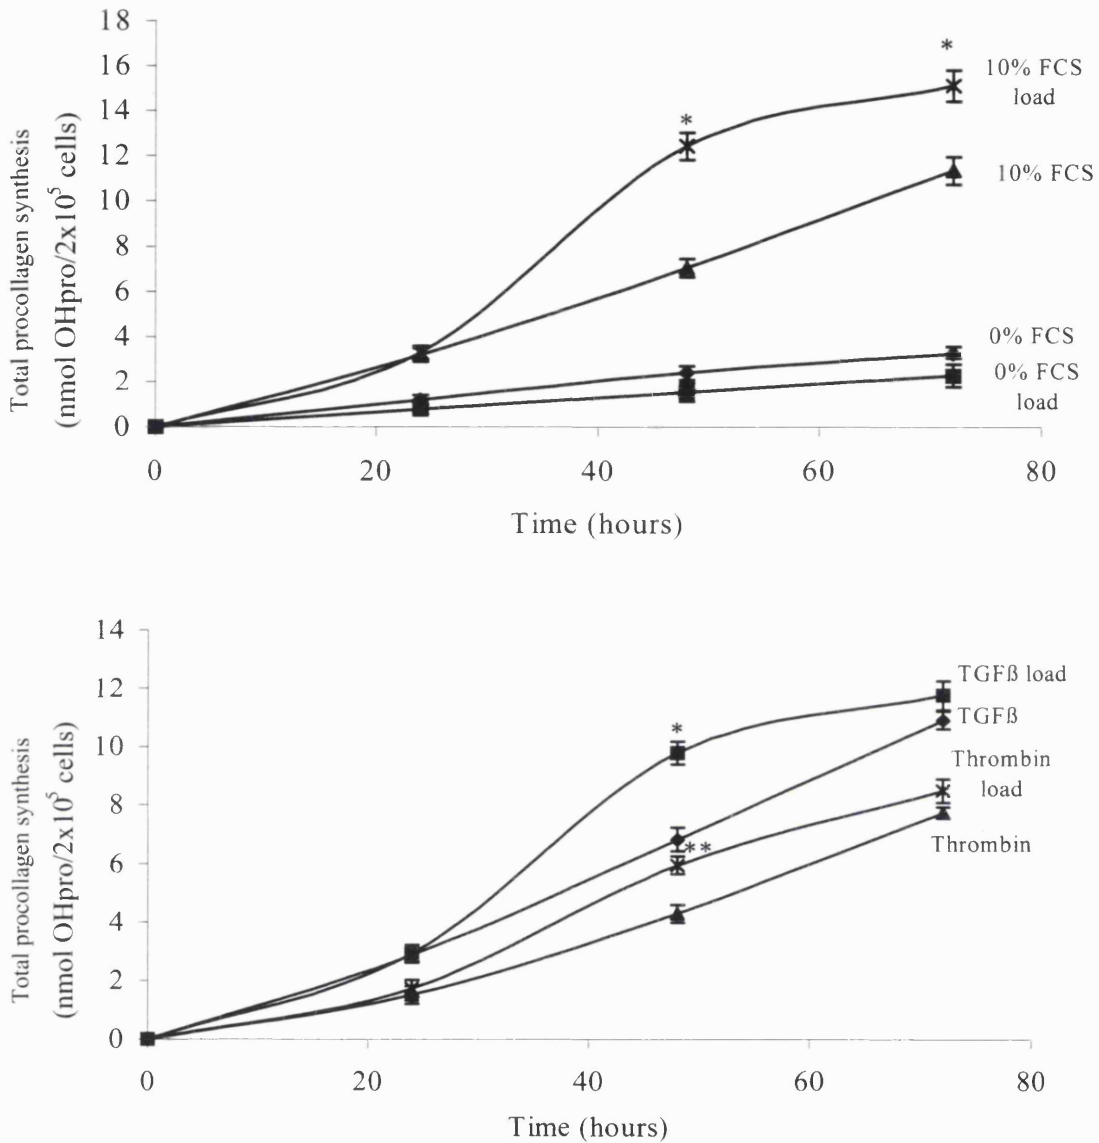 18
16
14
12
10
8
6
4
2
0
Total procollagen synthesis
(nmol OHpro/2x10⁵ cells)
*
*
10% FCS
load
10% FCS
0% FCS
0% FCS
load
0 20 40 60 80
Time (hours)
14
12
10
8
6
4
2
0
Total procollagen synthesis
(nmol OHpro/2x10⁵ cells)
*
**
TGFß load
TGFß
Thrombin
load
Thrombin
0 20 40 60 80
Time (hours)